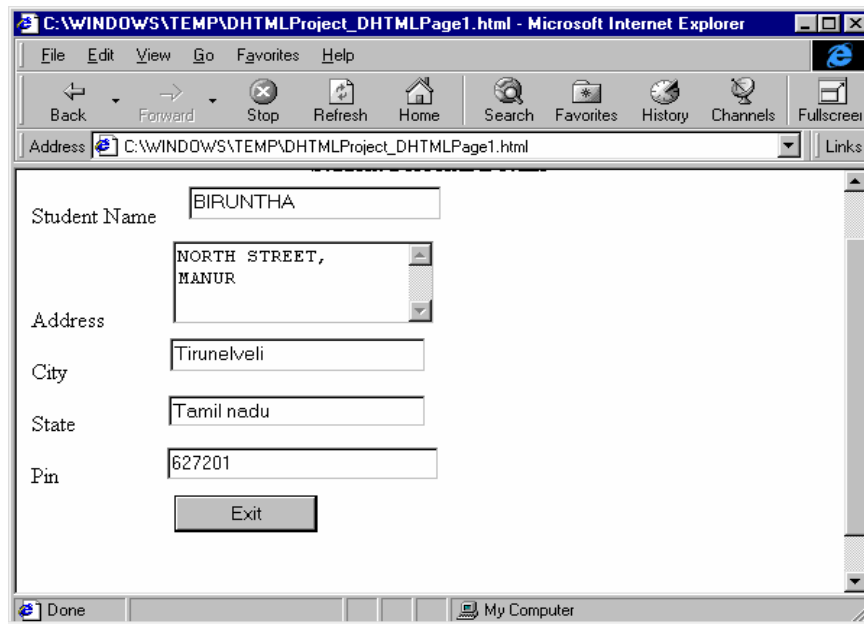 C:\WINDOWS\TEMP\DHTMLProject_DHTMLPage1.html - Microsoft Internet Explorer
File Edit View Go Favorites Help
Back Forward Stop Refresh Home Search Favorites History Channels Fullscreen
Address C:\WINDOWS\TEMP\DHTMLProject_DHTMLPage1.html Links
Student Name BIRUNTHA
NORTH STREET,
MANUR
Address
City Tirunelveli
State Tamil nadu
Pin 627201
Exit
Done My Computer